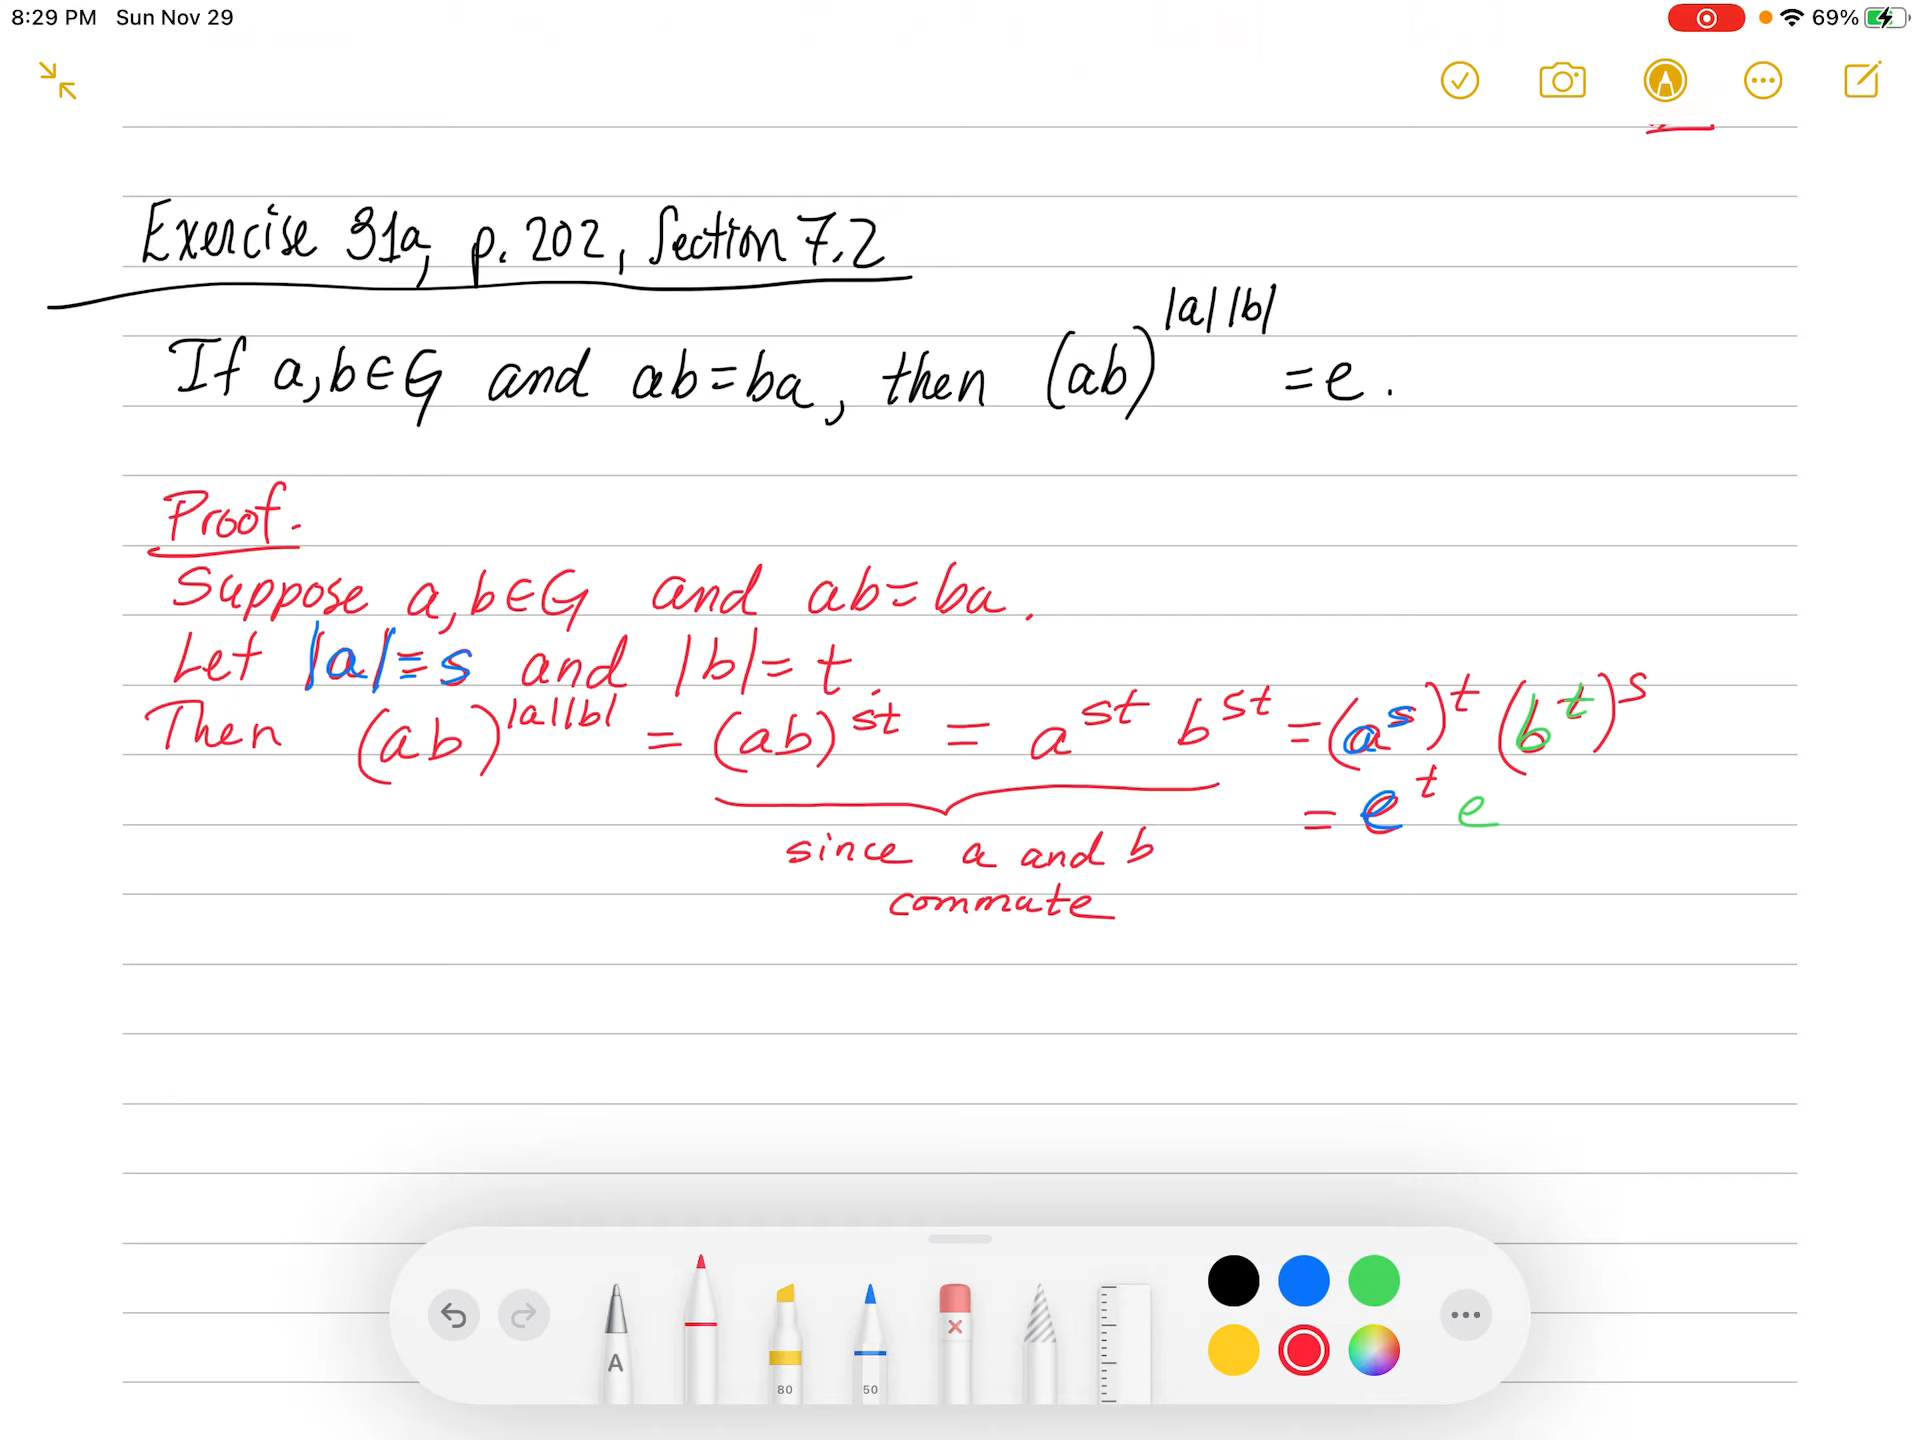 8:29 PM Sun Nov 29 69%
Exercise 31a, p. 202, Section 7.2
If a, b ∈ G and ab = ba, then (ab)^|a||b| = e.
Proof.
Suppose a, b ∈ G and ab = ba.
Let |a| = s and |b| = t.
Then (ab)^|a||b| = (ab)^st = a^st b^st = (a^s)^t (b^t)^s
= e^t e
since a and b
commute
A 80 50